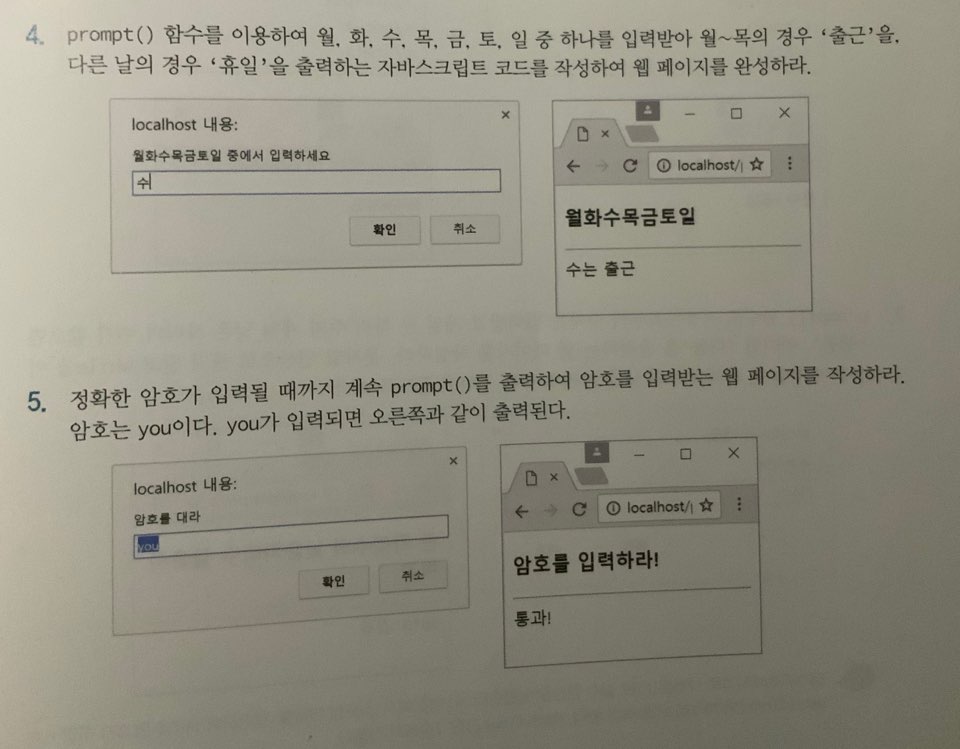 4. prompt() 함수를 이용하여 월, 화, 수, 목, 금, 토, 일 중 하나를 입력받아 월~목의 경우 ‘출근’을,
다른 날의 경우 ‘휴일’을 출력하는 자바스크립트 코드를 작성하여 웹 페이지를 완성하라.
localhost 내용:
월화수목금토일 중에서 입력하세요
수
확인 취소
localhost/
월화수목금토일
수는 출근
5. 정확한 암호가 입력될 때까지 계속 prompt()를 출력하여 암호를 입력받는 웹 페이지를 작성하라.
암호는 you이다. you가 입력되면 오른쪽과 같이 출력된다.
localhost 내용:
암호를 대라
you
확인 취소
localhost/
암호를 입력하라!
통과!